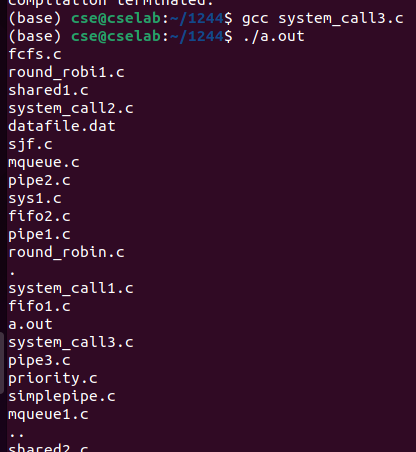 Compilation terminated.
(base) cse@cselab:~/1244$ gcc system_call3.c
(base) cse@cselab:~/1244$ ./a.out
fcfs.c
round_robi1.c
shared1.c
system_call2.c
datafile.dat
sjf.c
mqueue.c
pipe2.c
sys1.c
fifo2.c
pipe1.c
round_robin.c
.
system_call1.c
fifo1.c
a.out
system_call3.c
pipe3.c
priority.c
simplepipe.c
mqueue1.c
..
shared2.c